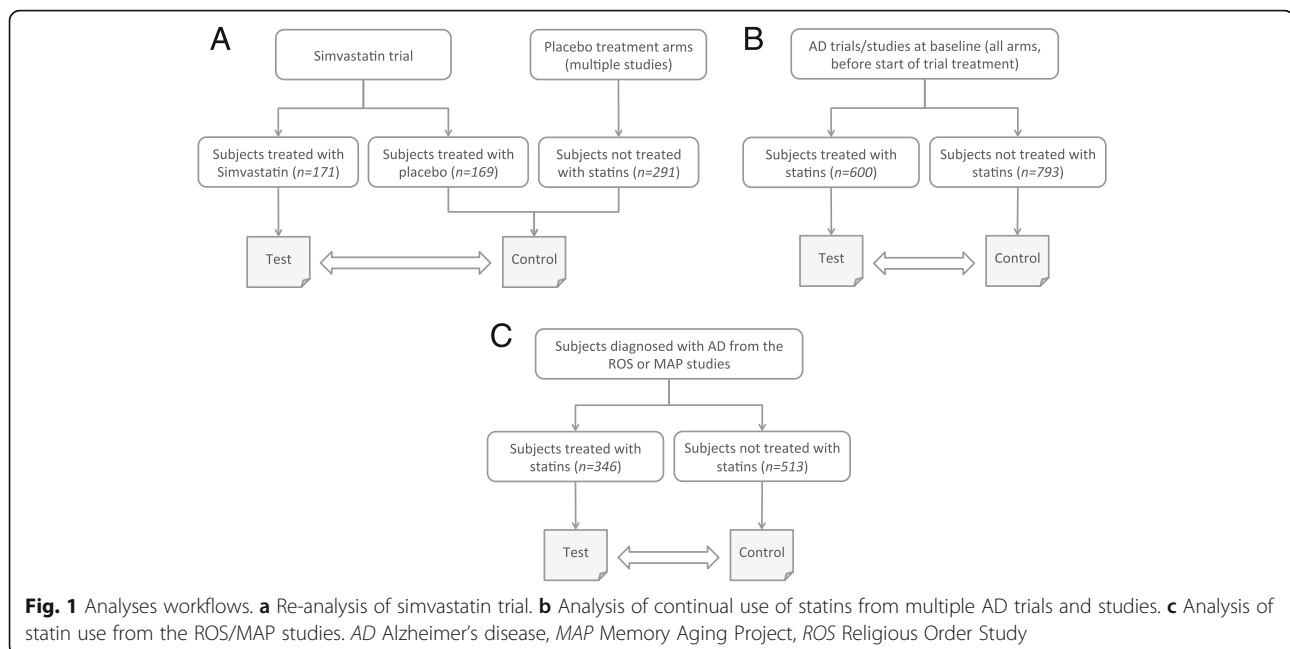 A
Simvastatin trial
Placebo treatment arms
(multiple studies)
Subjects treated with
Simvastatin (n=171)
Subjects treated with
placebo (n=169)
Subjects not treated
with statins (n=291)
Test
Control
B
AD trials/studies at baseline (all arms,
before start of trial treatment)
Subjects treated with
statins (n=600)
Subjects not treated with
statins (n=793)
Test
Control
C
Subjects diagnosed with AD from the
ROS or MAP studies
Subjects treated with
statins (n=346)
Subjects not treated with
statins (n=513)
Test
Control
Fig. 1 Analyses workflows. a Re-analysis of simvastatin trial. b Analysis of continual use of statins from multiple AD trials and studies. c Analysis of
statin use from the ROS/MAP studies. AD Alzheimer's disease, MAP Memory Aging Project, ROS Religious Order Study